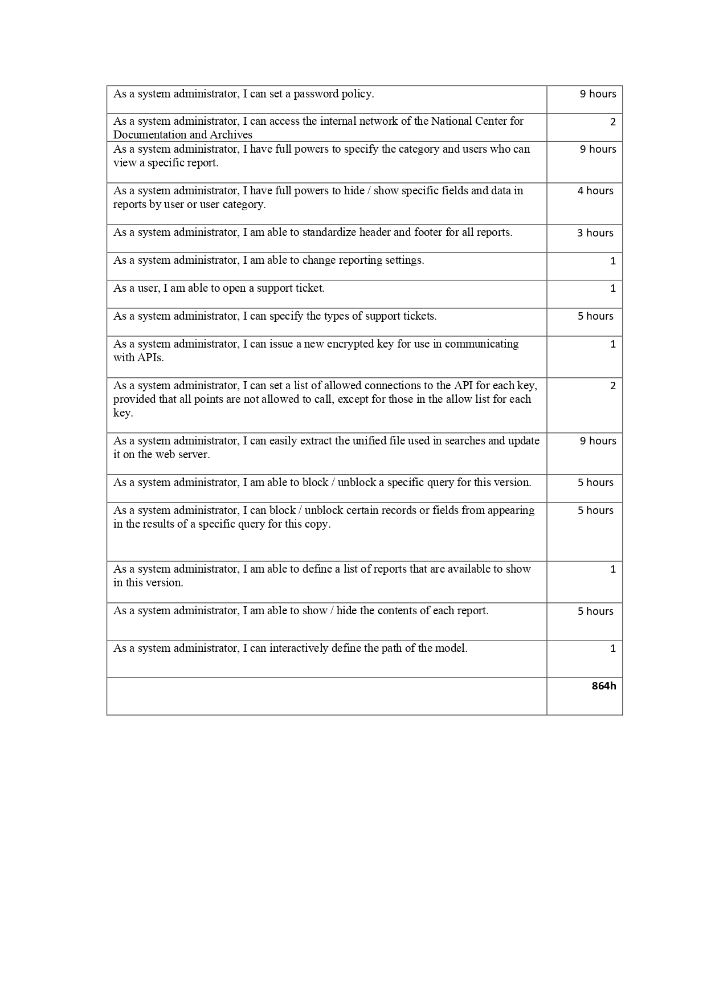 As a system administrator, I can set a password policy. 9 hours
As a system administrator, I can access the internal network of the National Center for 2
Documentation and Archives
As a system administrator, I have full powers to specify the category and users who can 9 hours
view a specific report.
As a system administrator, I have full powers to hide / show specific fields and data in 4 hours
reports by user or user category.
As a system administrator, I am able to standardize header and footer for all reports. 3 hours
As a system administrator, I am able to change reporting settings. 1
As a user, I am able to open a support ticket. 1
As a system administrator, I can specify the types of support tickets. 5 hours
As a system administrator, I can issue a new encrypted key for use in communicating 1
with APIs.
As a system administrator, I can set a list of allowed connections to the API for each key, 2
provided that all points are not allowed to call, except for those in the allow list for each
key.
As a system administrator, I can easily extract the unified file used in searches and update 9 hours
it on the web server.
As a system administrator, I am able to block / unblock a specific query for this version. 5 hours
As a system administrator, I can block / unblock certain records or fields from appearing 5 hours
in the results of a specific query for this copy.
As a system administrator, I am able to define a list of reports that are available to show 1
in this version.
As a system administrator, I am able to show / hide the contents of each report. 5 hours
As a system administrator, I can interactively define the path of the model. 1
864h